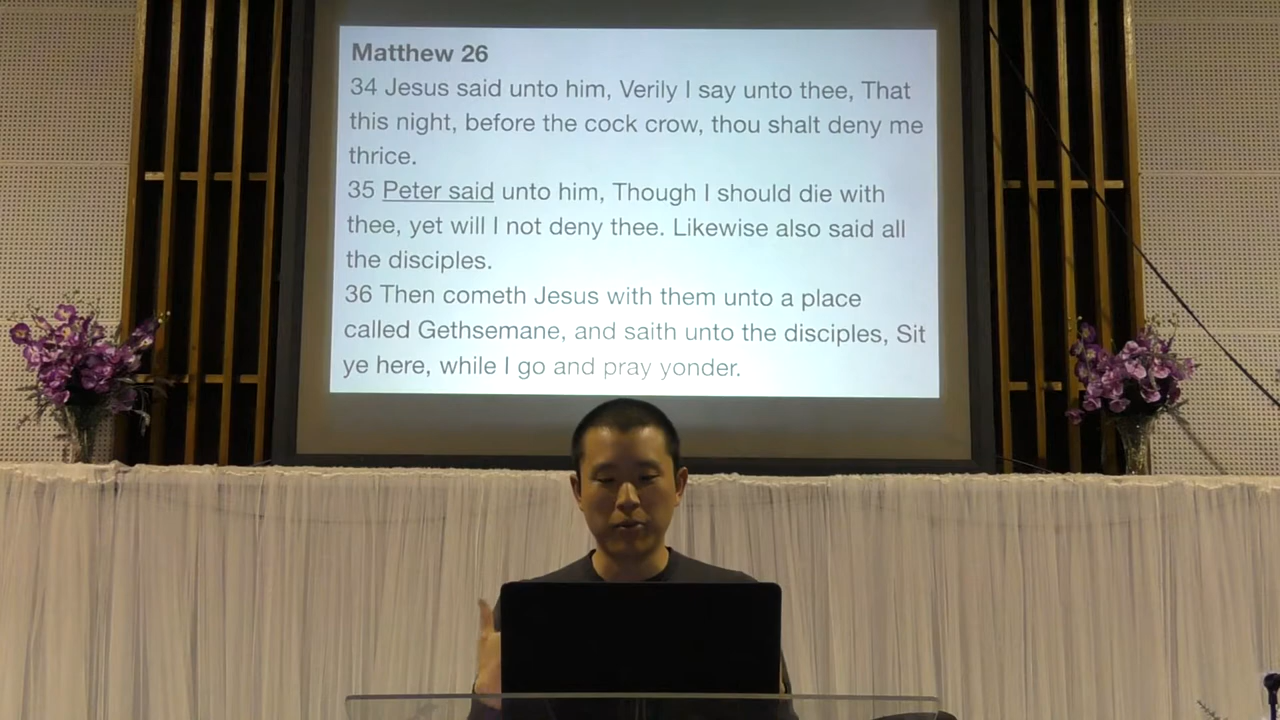 Matthew 26
34 Jesus said unto him, Verily I say unto thee, That
this night, before the cock crow, thou shalt deny me
thrice.
35 Peter said unto him, Though I should die with
thee, yet will I not deny thee. Likewise also said all
the disciples.
36 Then cometh Jesus with them unto a place
called Gethsemane, and saith unto the disciples, Sit
ye here, while I go and pray yonder.